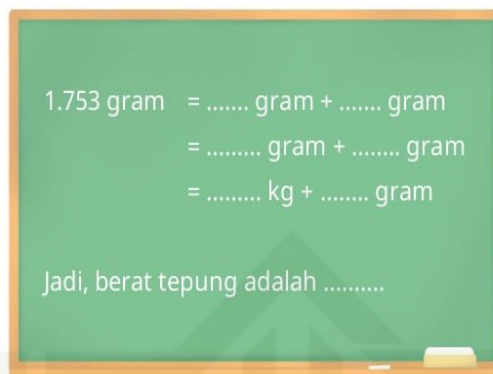 1.753 gram = ....... gram + ....... gram
= ......... gram + ........ gram
= ......... kg + ........ gram
Jadi, berat tepung adalah ..........